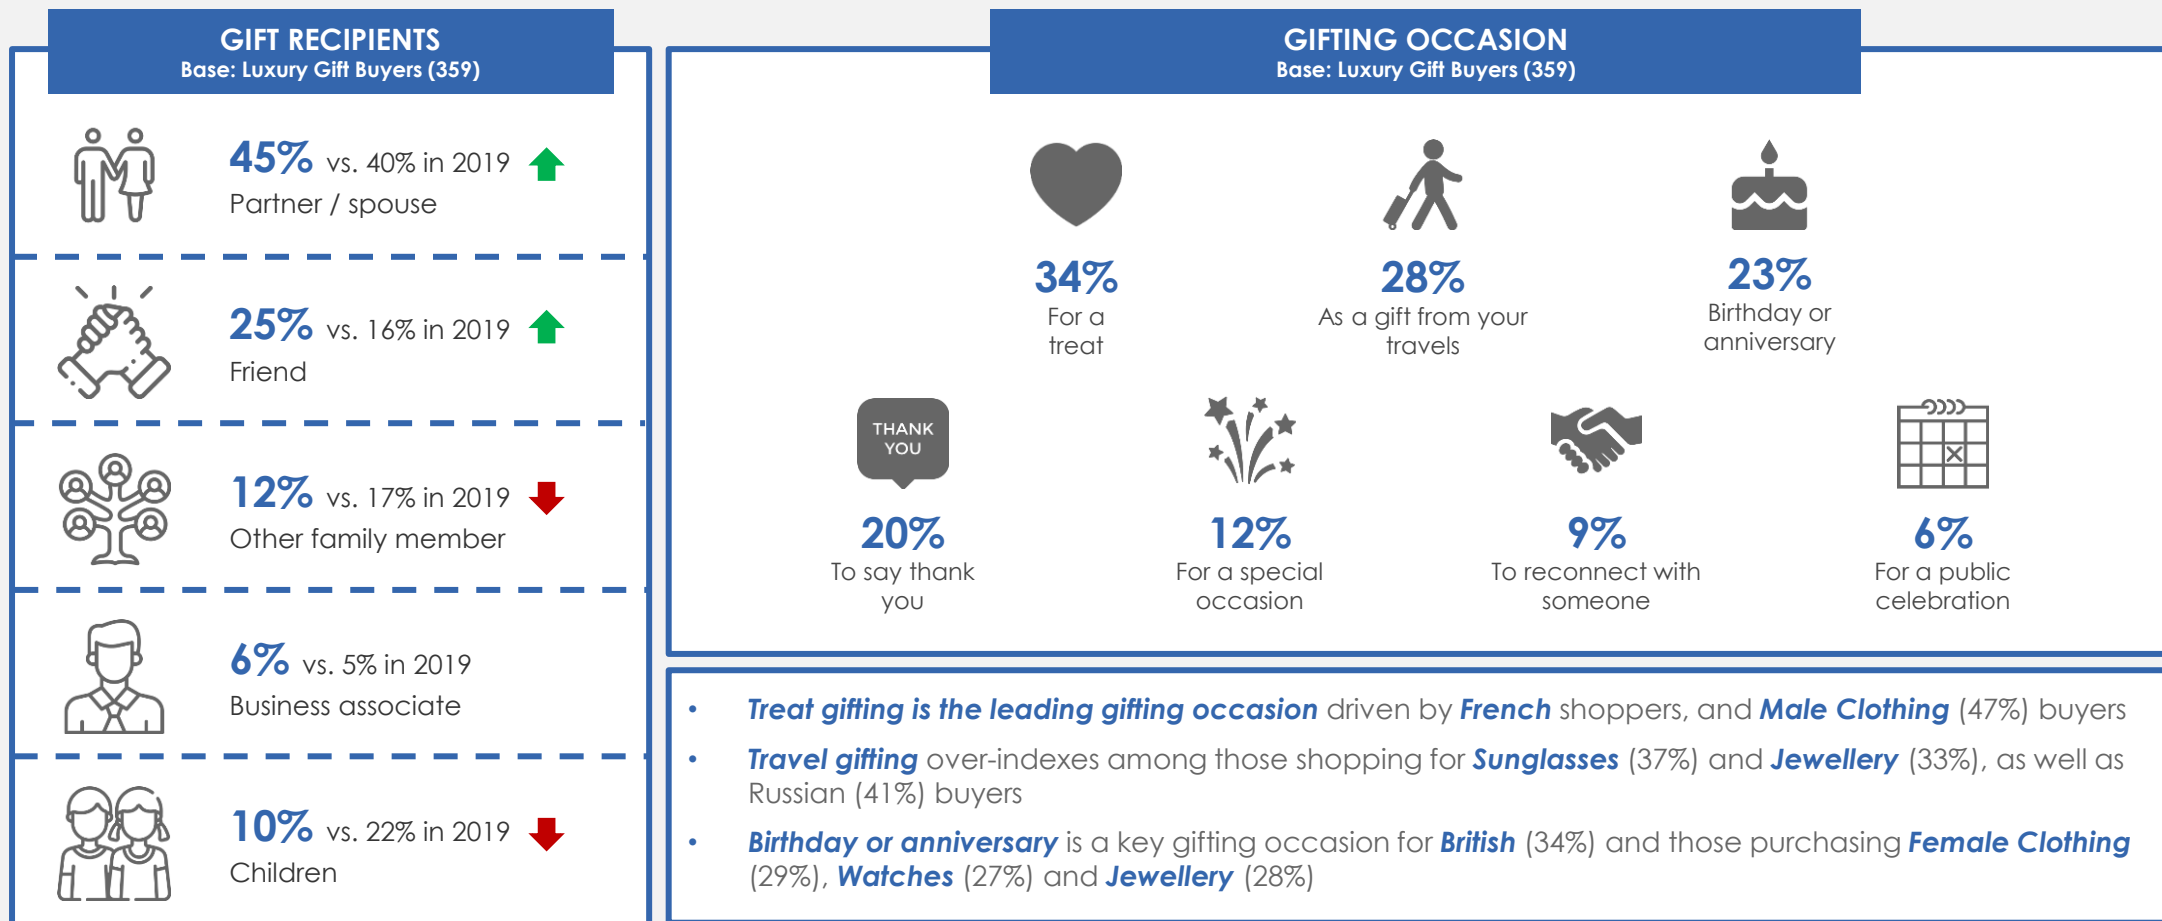 GIFT RECIPIENTS
Base: Luxury Gift Buyers (359)
45% vs. 40% in 2019
Partner / spouse
25% vs. 16% in 2019
Friend
12% vs. 17% in 2019
Other family member
6% vs. 5% in 2019
Business associate
10% vs. 22% in 2019
Children
GIFTING OCCASION
Base: Luxury Gift Buyers (359)
34%
For a
treat
28%
As a gift from your
travels
23%
Birthday or
anniversary
THANK
YOU
20%
To say thank
you
12%
For a special
occasion
9%
To reconnect with
someone
6%
For a public
celebration
• Treat gifting is the leading gifting occasion driven by French shoppers, and Male Clothing (47%) buyers
• Travel gifting over-indexes among those shopping for Sunglasses (37%) and Jewellery (33%), as well as
Russian (41%) buyers
• Birthday or anniversary is a key gifting occasion for British (34%) and those purchasing Female Clothing
(29%), Watches (27%) and Jewellery (28%)